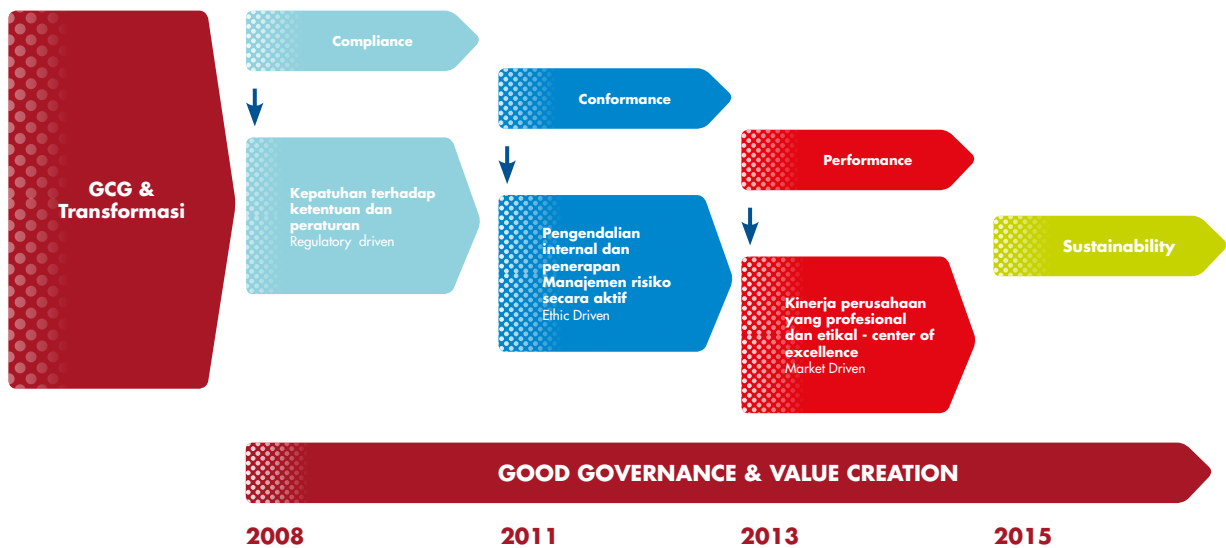 GCG &
Transformasi
Compliance
Kepatuhan terhadap
ketentuan dan
peraturan
Regulatory driven
Conformance
Pengendalian
internal dan
penerapan
Manajemen risiko
secara aktif
Ethic Driven
Performance
Kinerja perusahaan
yang profesional
dan etikal - center of
excellence
Market Driven
Sustainability
GOOD GOVERNANCE & VALUE CREATION
2008
2011
2013
2015